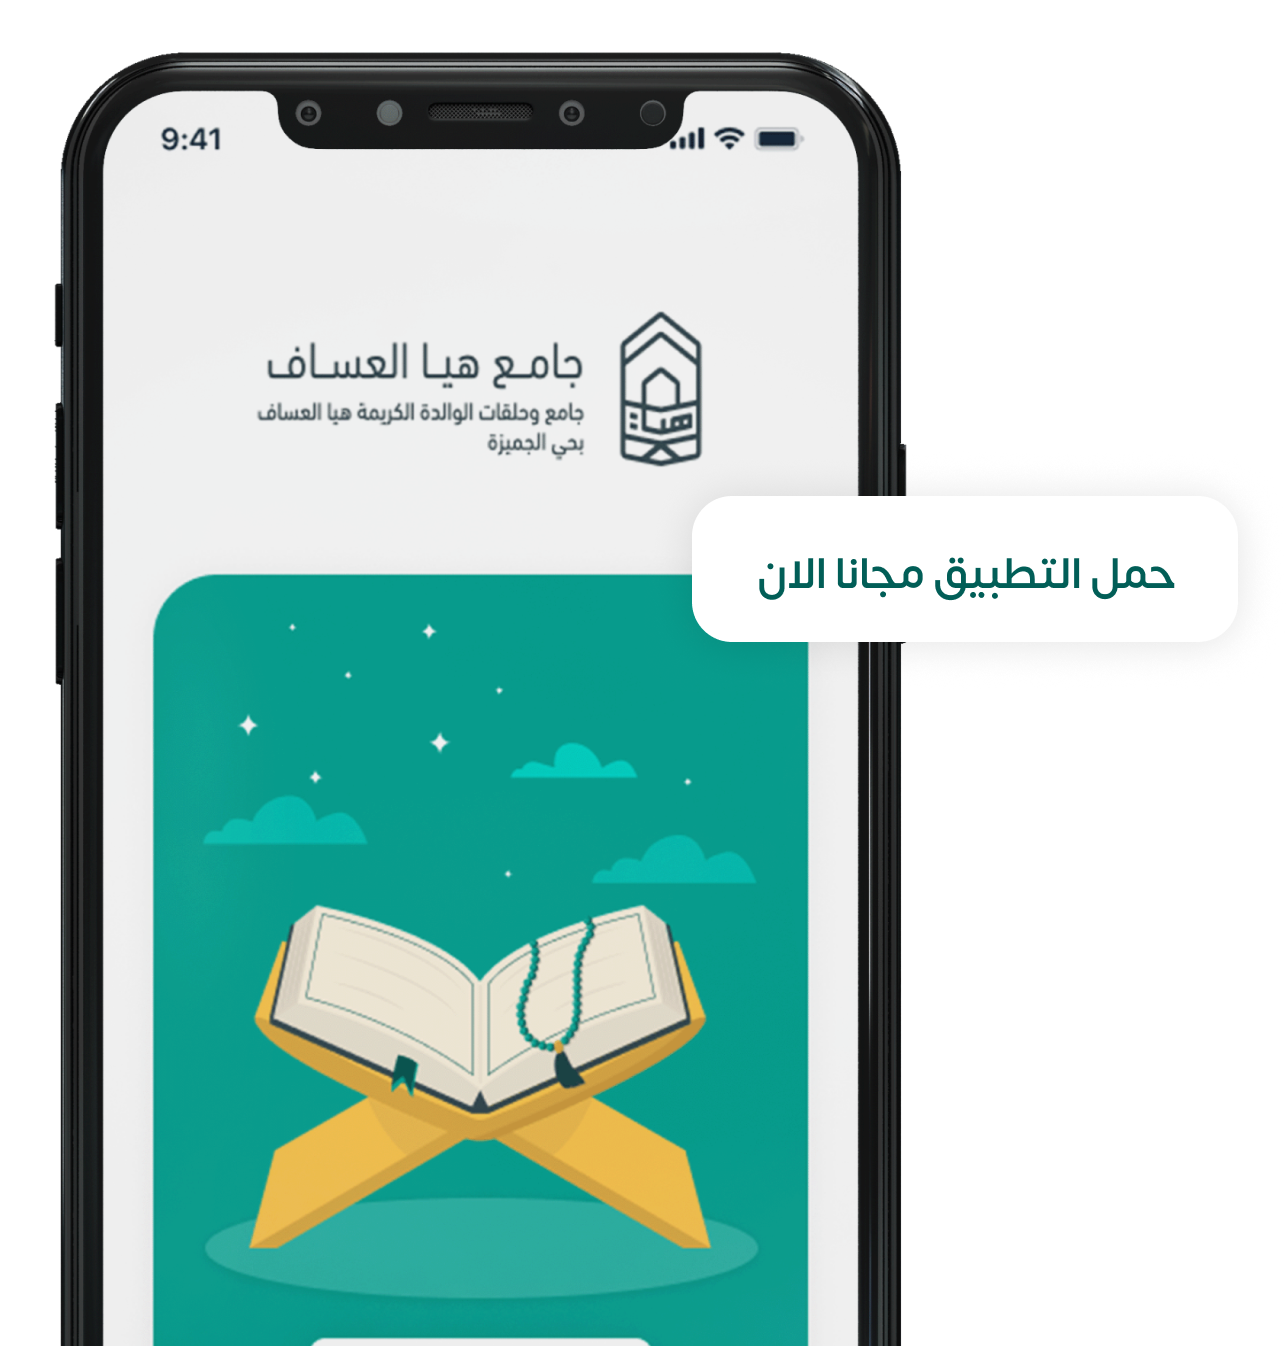 9:41
جامع هيا العساف
جامع وحلقات الوالدة الكريمة هيا العساف
بحي الجميزة
هيا
حمل التطبيق مجانا الان